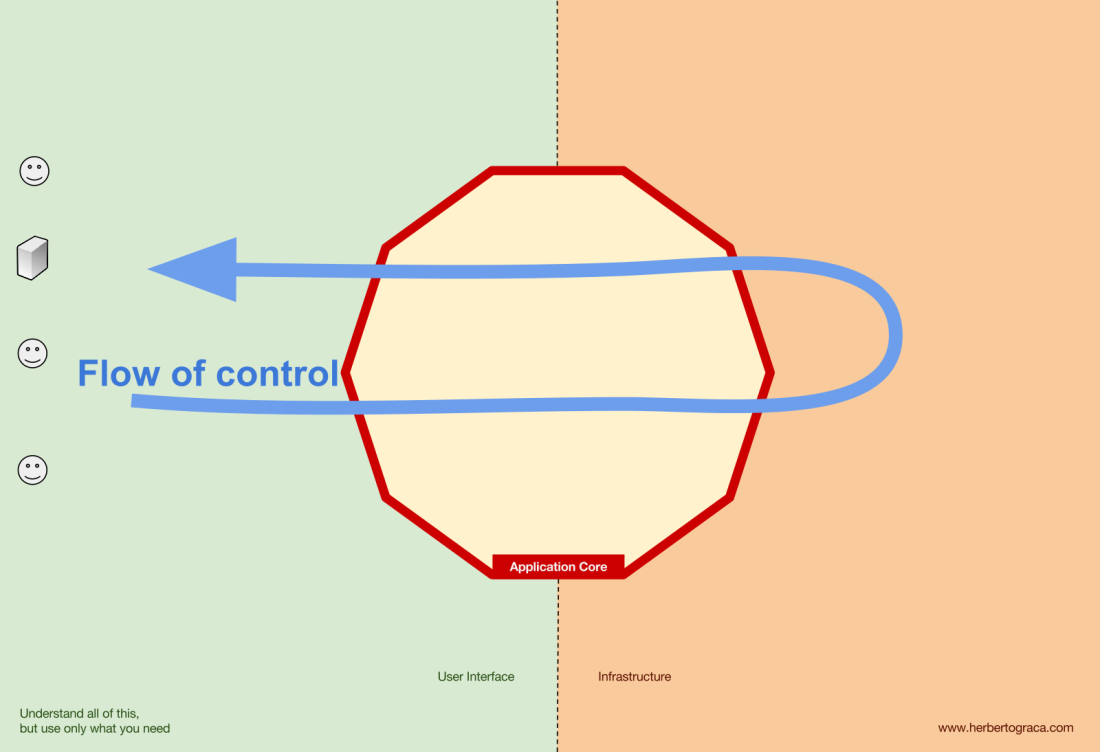 Flow of control
Application Core
User Interface
Infrastructure
Understand all of this,
but use only what you need
www.herbertograca.com